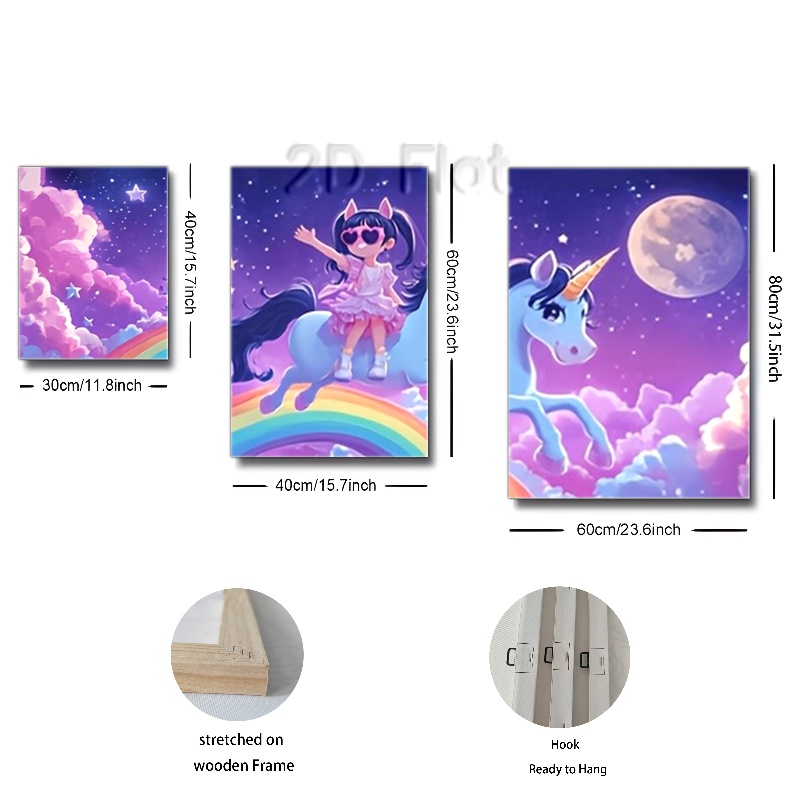 2D Flat
40cm/15.7inch
30cm/11.8inch
60cm/23.6inch
40cm/15.7inch
80cm/31.5inch
60cm/23.6inch
stretched on
wooden Frame
Hook
Ready to Hang